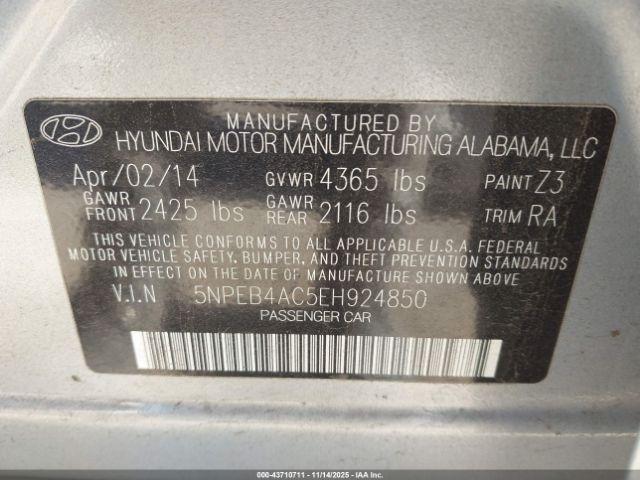 MANUFACTURED BY
HYUNDAI MOTOR MANUFACTURING ALABAMA, LLC
Apr/02/14 GVWR 4365 lbs PAINT Z3
GAWR FRONT 2425 lbs GAWR REAR 2116 lbs TRIM RA
THIS VEHICLE CONFORMS TO ALL APPLICABLE U.S.A. FEDERAL
MOTOR VEHICLE SAFETY, BUMPER, AND THEFT PREVENTION STANDARDS
IN EFFECT ON THE DATE OF MANUFACTURE SHOWN ABOVE
V.I.N 5NPEB4AC5EH924850
PASSENGER CAR
000-43710711 - 11/14/2025 - IAAI.COM